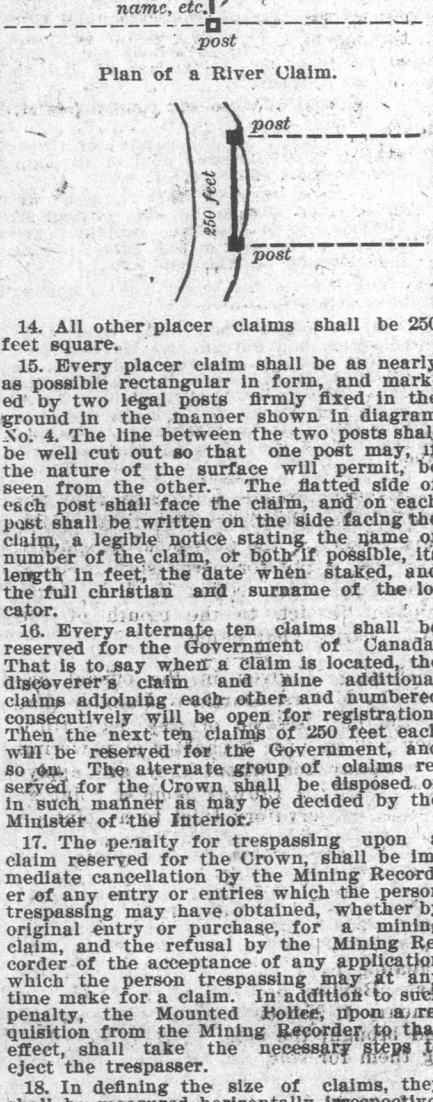 name, etc.
post
Plan of a River Claim.
post
250 feet
post
14. All other placer claims shall be 250
feet square.
15. Every placer claim shall be as nearly
as possible rectangular in form, and mark
ed by two legal posts firmly fixed in the
ground in the manner shown in diagram
No. 4. The line between the two posts shal
be well cut out so that one post may, i
the nature of the surface will permit, b
seen from the other. The flatted side o
each post shall face the claim, and on eac
post shall be written on the side facing th
claim, a legible notice stating the name o
number of the claim, or both if possible, it
length in feet, the date when staked, and
the full christian and surname of the lo
cator.
16. Every alternate ten claims shall b
reserved for the Government of Canada
That is to say when a claim is located, the
discoverer's claim and nine additiona
claims adjoining each other and numbered
consecutively will be open for registration
Then the next ten claims of 250 feet each
will be reserved for the Government, and
so on. The alternate group of claims re
served for the Crown shall be disposed o
in such manner as may be decided by the
Minister of the Interior.
17. The penalty for trespassing upon
claim reserved for the Crown, shall be im
mediate cancellation by the Mining Record
er of any entry or entries which the person
trespassing may have obtained, whether b
original entry or purchase, for a mining
claim, and the refusal by the Mining Re
corder of the acceptance of any application
which the person trespassing may at any
time make for a claim. In addition to such
penalty, the Mounted Police, upon a re
quisition from the Mining Recorder to that
effect, shall take the necessary steps t
eject the trespasser.
18. In defining the size of claims, the
shall be measured horizontally irrespective